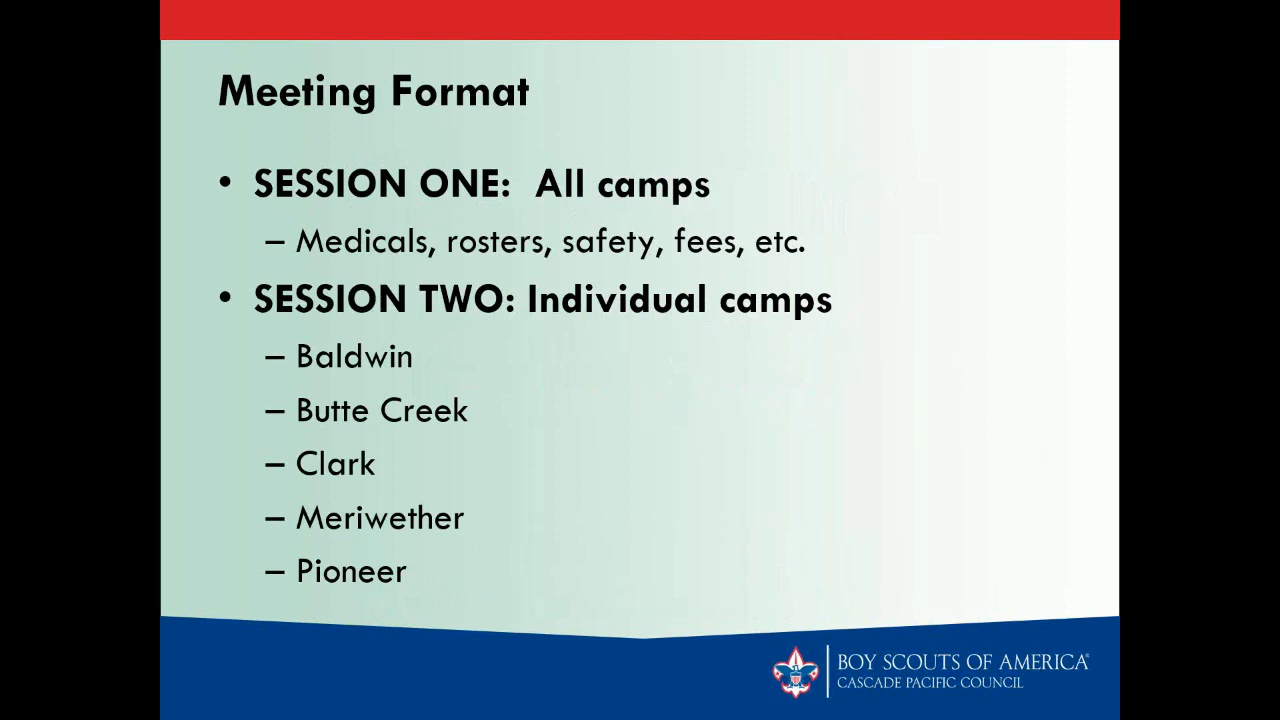 Meeting Format
• SESSION ONE:  All camps
– Medicals, rosters, safety, fees, etc.
• SESSION TWO: Individual camps
– Baldwin
– Butte Creek
– Clark
– Meriwether
– Pioneer
BOY SCOUTS OF AMERICA®
CASCADE PACIFIC COUNCIL